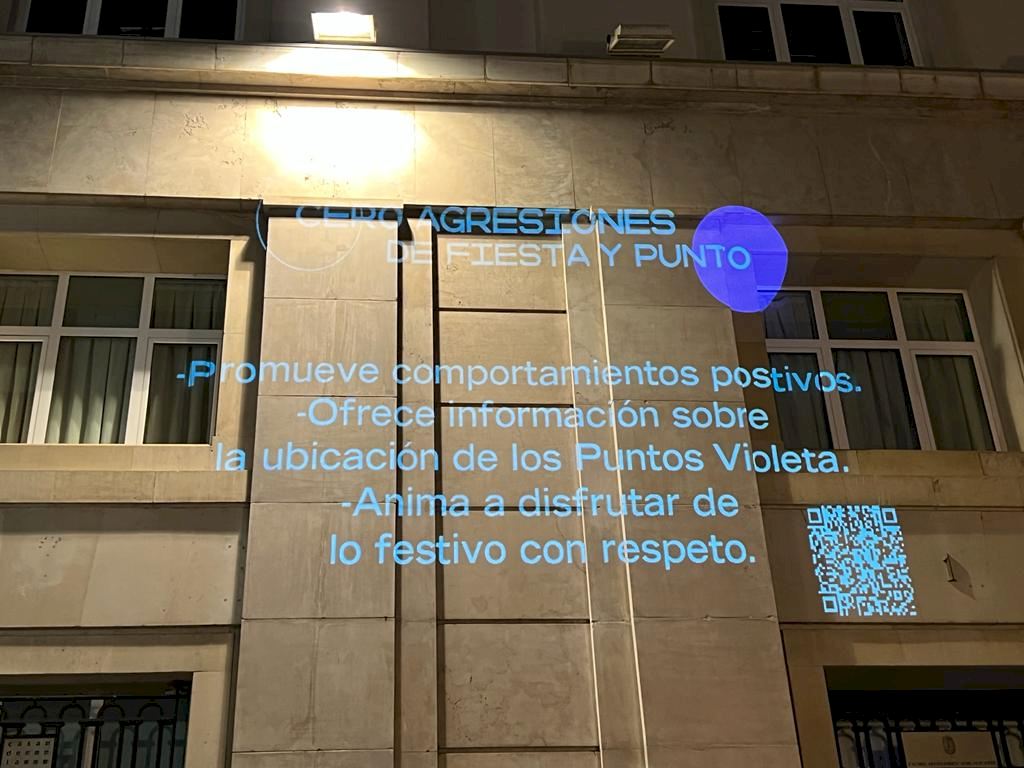 CERO AGRESIONES
DE FIESTA Y PUNTO
-Promueve comportamientos postivos.
-Ofrece información sobre
la ubicación de los Puntos Violeta.
-Anima a disfrutar de
lo festivo con respeto.